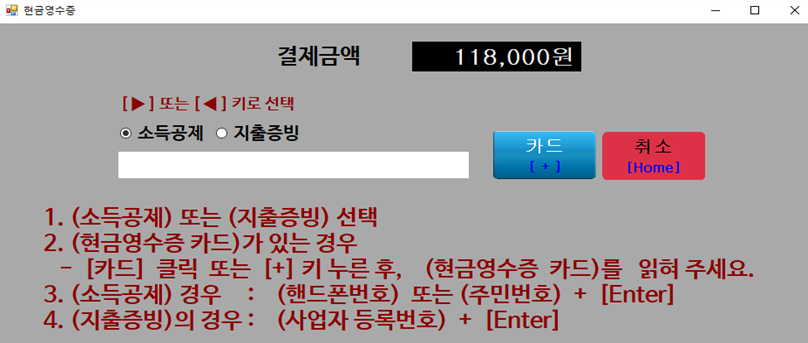 현금영수증
결제금액 118,000원
[▶] 또는 [◀] 키로 선택
소득공제 지출증빙
카드 취소
[ + ] [Home]
1. (소득공제) 또는 (지출증빙) 선택
2. (현금영수증 카드)가 있는 경우
- [카드] 클릭 또는 [+] 키 누른 후, (현금영수증 카드)를 읽혀 주세요.
3. (소득공제) 경우 : (핸드폰번호) 또는 (주민번호) + [Enter]
4. (지출증빙)의 경우 : (사업자 등록번호) + [Enter]